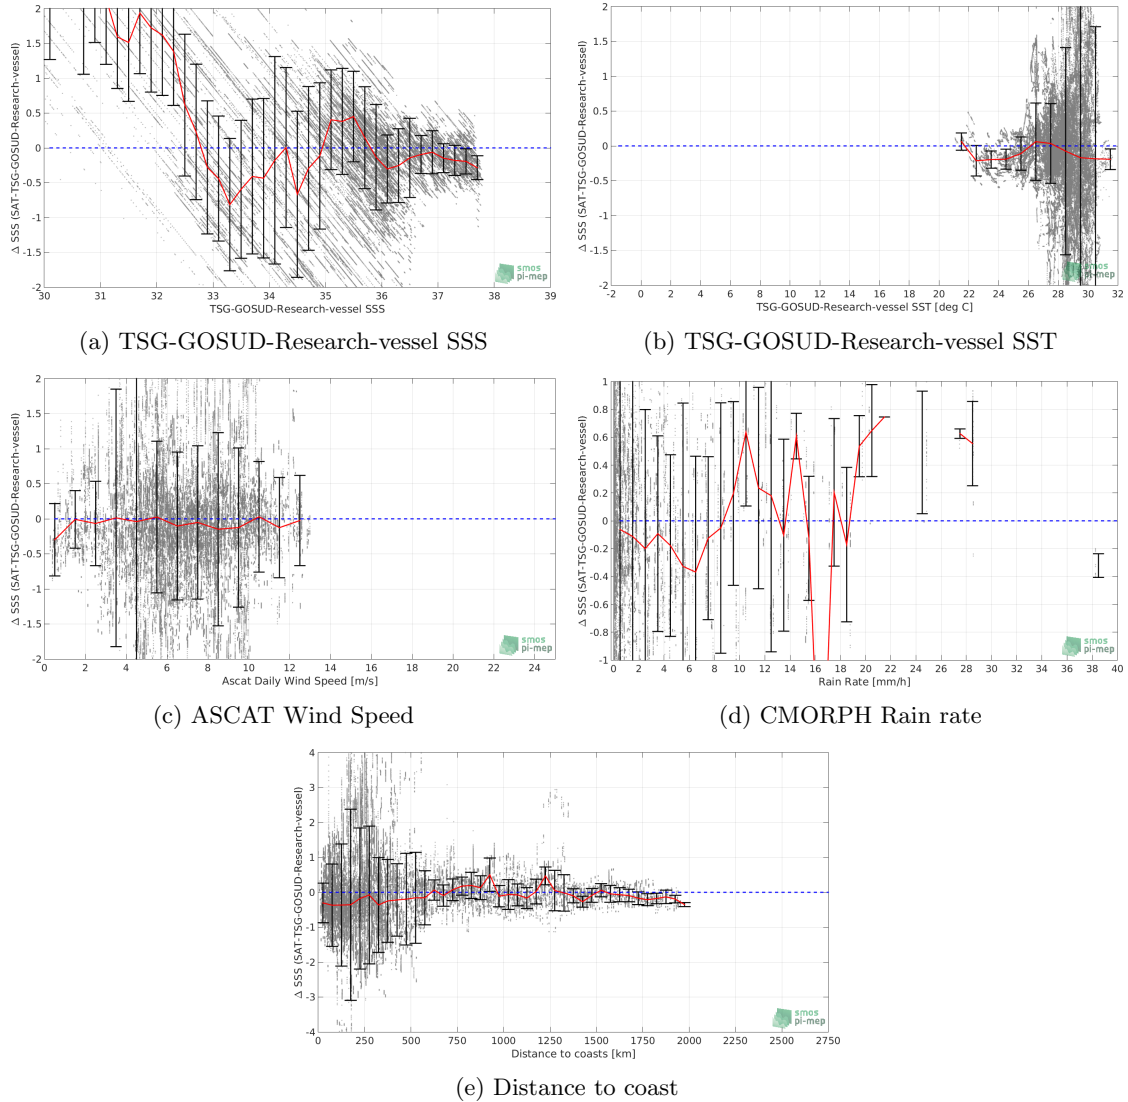 2
1.5
1
0.5
0
-0.5
-1
-1.5
-2
Δ SSS (SAT-TSG-GOSUD-Research-vessel)
30 31 32 33 34 35 36 37 38 39
TSG-GOSUD-Research-vessel SSS
smos
pi-mep
(a) TSG-GOSUD-Research-vessel SSS
2
1.5
1
0.5
0
-0.5
-1
-1.5
-2
Δ SSS (SAT-TSG-GOSUD-Research-vessel)
-2 0 2 4 6 8 10 12 14 16 18 20 22 24 26 28 30 32
TSG-GOSUD-Research-vessel SST [deg C]
smos
pi-mep
(b) TSG-GOSUD-Research-vessel SST
2
1.5
1
0.5
0
-0.5
-1
-1.5
-2
Δ SSS (SAT-TSG-GOSUD-Research-vessel)
0 2 4 6 8 10 12 14 16 18 20 22 24
Ascat Daily Wind Speed [m/s]
smos
pi-mep
(c) ASCAT Wind Speed
1
0.8
0.6
0.4
0.2
0
-0.2
-0.4
-0.6
-0.8
-1
Δ SSS (SAT-TSG-GOSUD-Research-vessel)
0 2 4 6 8 10 12 14 16 18 20 22 24 26 28 30 32 34 36 38 40
Rain Rate [mm/h]
smos
pi-mep
(d) CMORPH Rain rate
4
3
2
1
0
-1
-2
-3
-4
Δ SSS (SAT-TSG-GOSUD-Research-vessel)
0 250 500 750 1000 1250 1500 1750 2000 2250 2500 2750
Distance to coasts [km]
smos
pi-mep
(e) Distance to coast